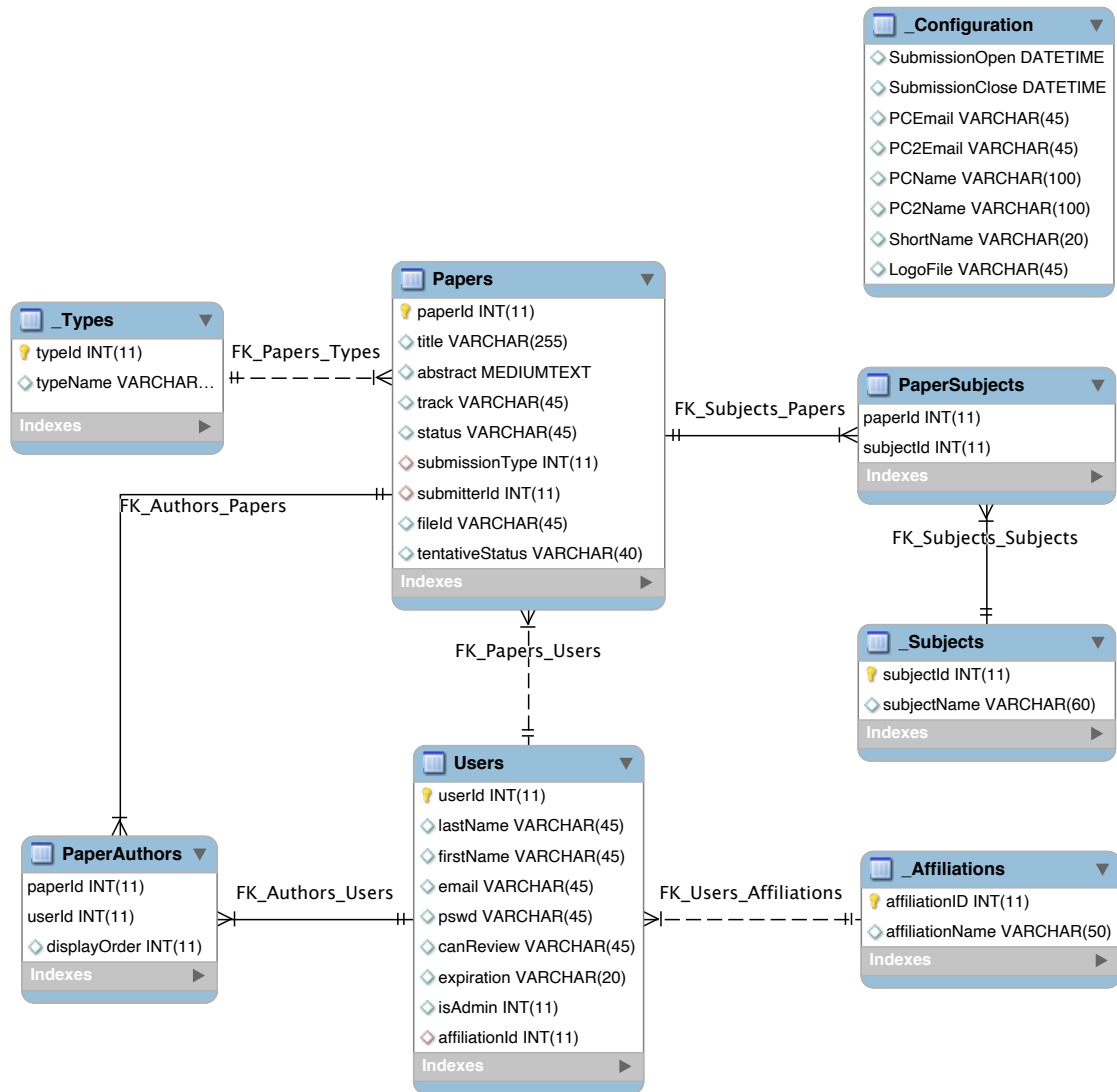 _Configuration
SubmissionOpen DATETIME
SubmissionClose DATETIME
PCEmail VARCHAR(45)
PC2Email VARCHAR(45)
PCName VARCHAR(100)
PC2Name VARCHAR(100)
ShortName VARCHAR(20)
LogoFile VARCHAR(45)
Papers
paperId INT(11)
title VARCHAR(255)
abstract MEDIUMTEXT
track VARCHAR(45)
status VARCHAR(45)
submissionType INT(11)
submitterId INT(11)
fileId VARCHAR(45)
tentativeStatus VARCHAR(40)
Indexes
_Types
typeId INT(11)
typeName VARCHAR...
Indexes
FK_Papers_Types
FK_Subjects_Papers
PaperSubjects
paperId INT(11)
subjectId INT(11)
Indexes
FK_Authors_Papers
FK_Subjects_Subjects
FK_Papers_Users
_Subjects
subjectId INT(11)
subjectName VARCHAR(60)
Indexes
Users
userId INT(11)
lastName VARCHAR(45)
firstName VARCHAR(45)
email VARCHAR(45)
pswd VARCHAR(45)
canReview VARCHAR(45)
expiration VARCHAR(20)
isAdmin INT(11)
affiliationId INT(11)
Indexes
PaperAuthors
paperId INT(11)
userId INT(11)
displayOrder INT(11)
Indexes
FK_Authors_Users
FK_Users_Affiliations
_Affiliations
affiliationID INT(11)
affiliationName VARCHAR(50)
Indexes